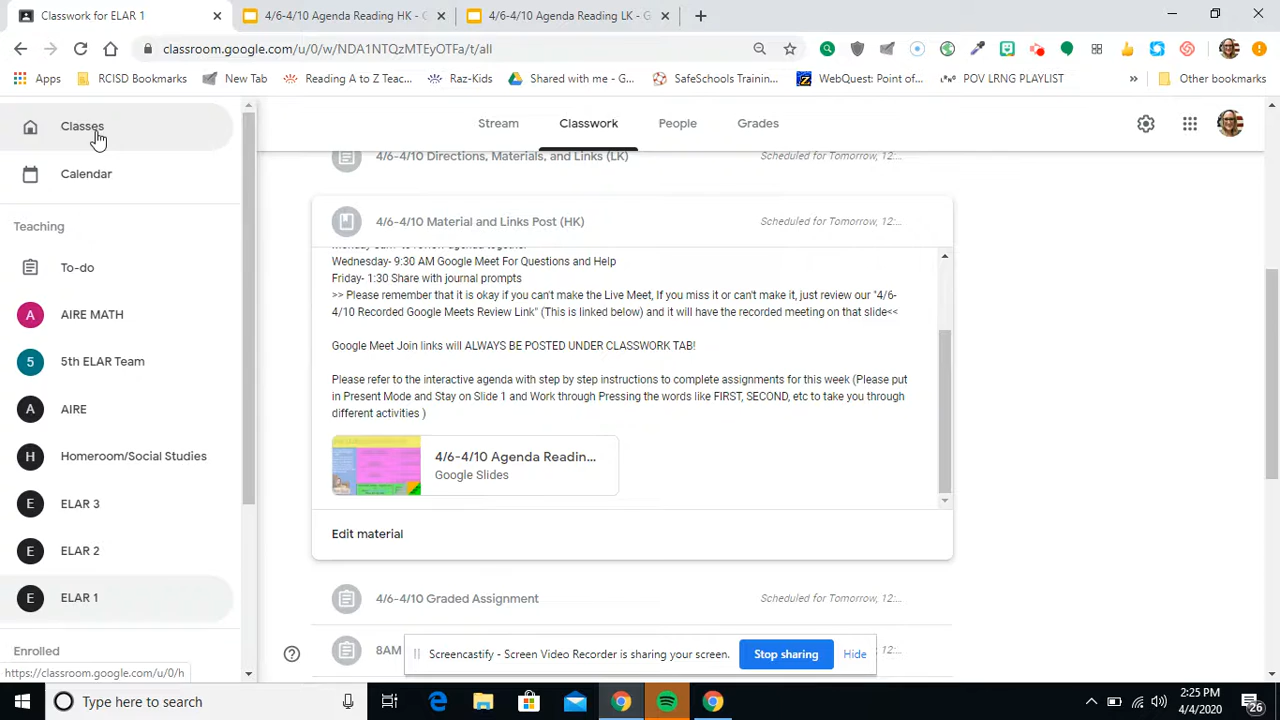 Classwork for ELAR 1
4/6-4/10 Agenda Reading HK - G
4/6-4/10 Agenda Reading LK - G
classroom.google.com/u/0/w/NDA1NTQzMTEyOTFa/t/all
Apps
RCISD Bookmarks
New Tab
Reading A to Z Teac...
Raz-Kids
Shared with me - G...
SafeSchools Trainin...
WebQuest: Point of...
POV LRNG PLAYLIST
»
Other bookmarks
Classes
Calendar
Teaching
To-do
A AIRE MATH
5 5th ELAR Team
A AIRE
H Homeroom/Social Studies
E ELAR 3
E ELAR 2
E ELAR 1
Enrolled
https://classroom.google.com/u/0/h
Stream
Classwork
People
Grades
4/6-4/10 Directions, Materials, and Links (LK)
Scheduled for Tomorrow, 12:...
4/6-4/10 Material and Links Post (HK)
Scheduled for Tomorrow, 12:...
Wednesday- 9:30 AM Google Meet For Questions and Help
Friday- 1:30 Share with journal prompts
>> Please remember that it is okay if you can't make the Live Meet, If you miss it or can't make it, just review our "4/6-
4/10 Recorded Google Meets Review Link" (This is linked below) and it will have the recorded meeting on that slide<<
Google Meet Join links will ALWAYS BE POSTED UNDER CLASSWORK TAB!
Please refer to the interactive agenda with step by step instructions to complete assignments for this week (Please put
in Present Mode and Stay on Slide 1 and Work through Pressing the words like FIRST, SECOND, etc to take you through
different activities )
4/6-4/10 Agenda Readin...
Google Slides
Edit material
4/6-4/10 Graded Assignment
Scheduled for Tomorrow, 12:...
8AM
Screencastify - Screen Video Recorder is sharing your screen.
Stop sharing
Hide
Type here to search
2:25 PM
4/4/2020
26